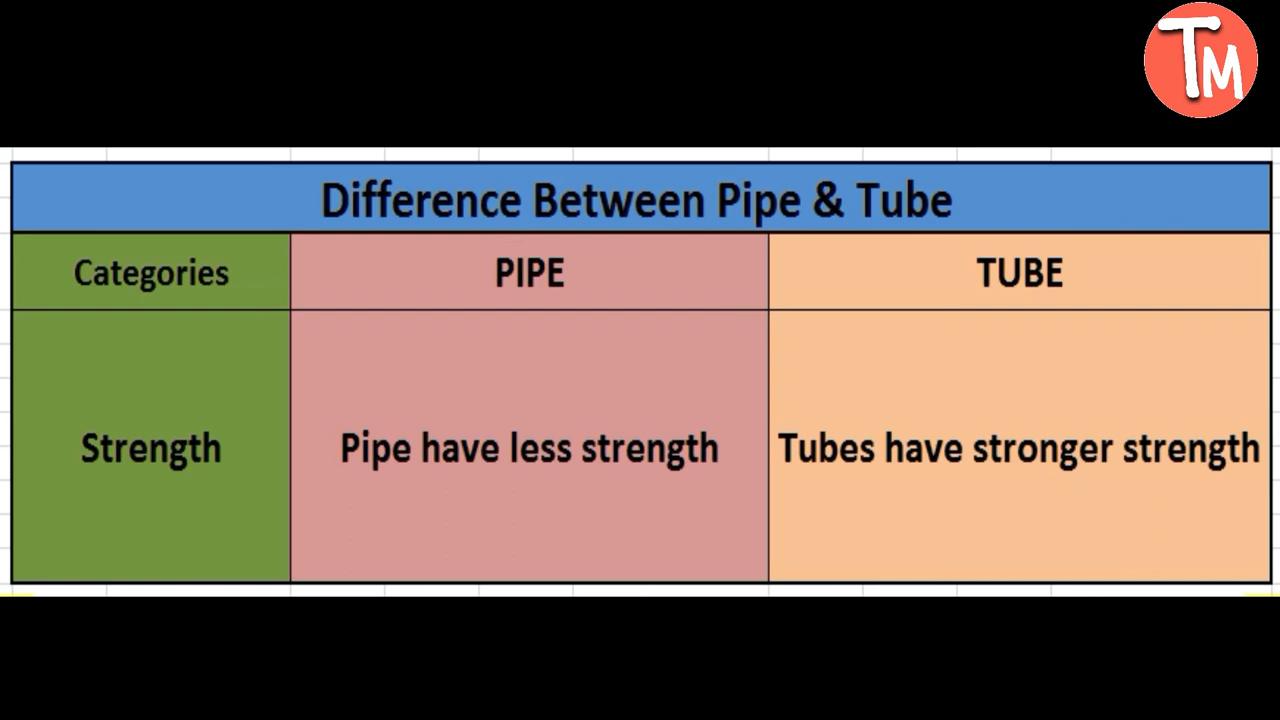 TM
Difference Between Pipe & Tube
Categories
PIPE
TUBE
Strength
Pipe have less strength
Tubes have stronger strength